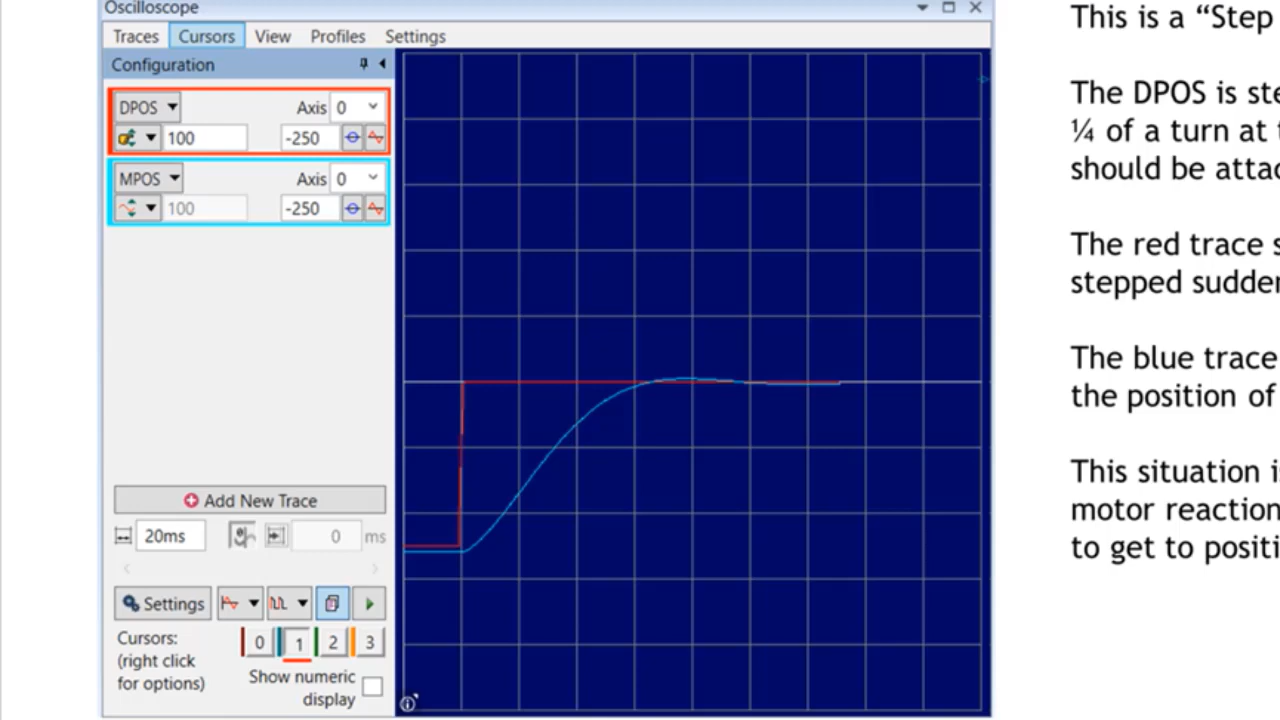 Oscilloscope
Traces Cursors View Profiles Settings
Configuration
DPOS Axis 0
100 -250
MPOS Axis 0
100 -250
Add New Trace
20ms 0 ms
Settings
Cursors: 0 1 2 3
(right click
for options)
Show numeric
display
This is a “Step
The DPOS is ste
¼ of a turn at t
should be attac
The red trace s
stepped sudden
The blue trace
the position of
This situation is
motor reaction
to get to positi